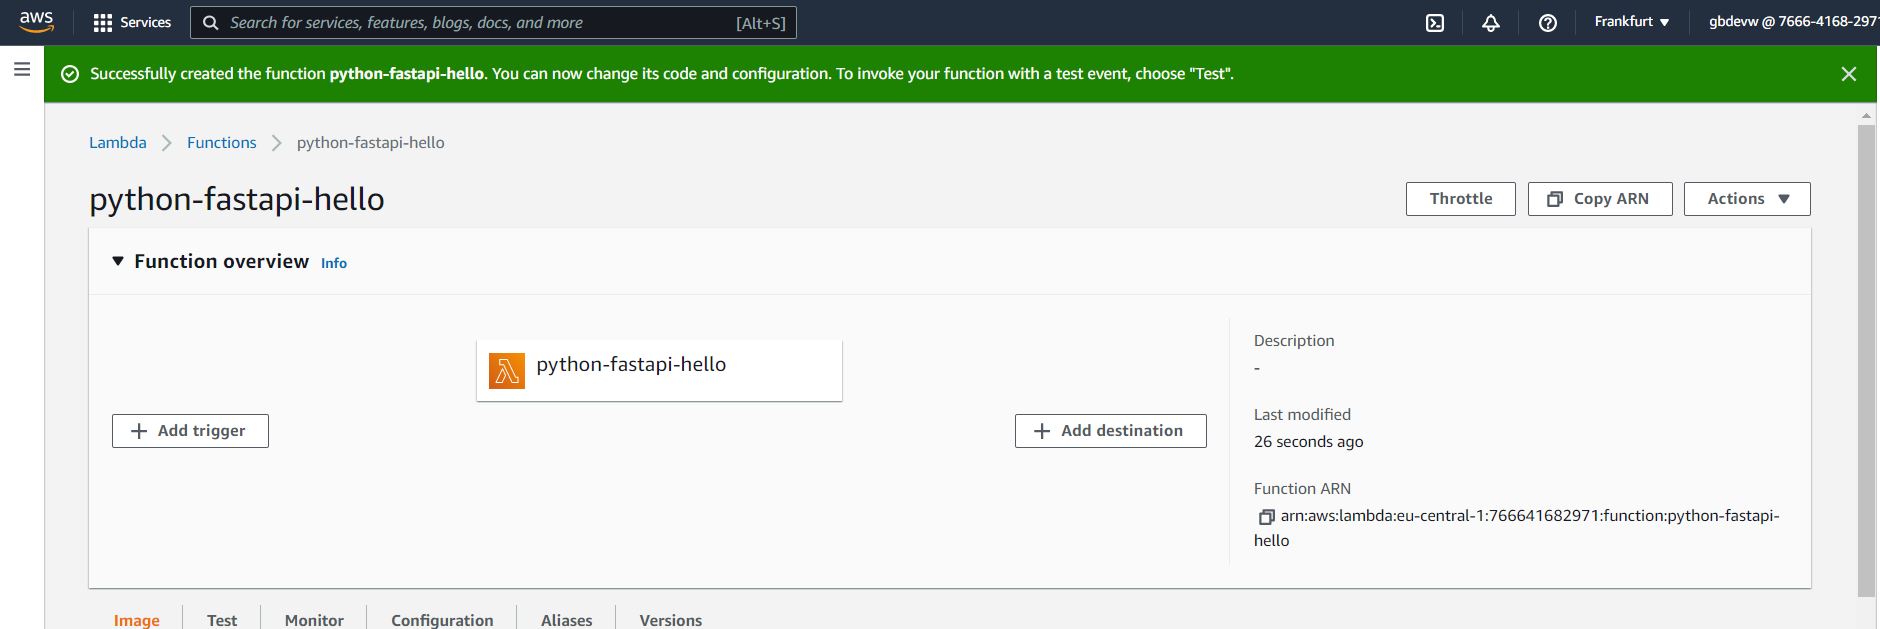 aws Services Search for services, features, blogs, docs, and more [Alt+S] Frankfurt gbdevw @ 7666-4168-2971
Successfully created the function python-fastapi-hello. You can now change its code and configuration. To invoke your function with a test event, choose "Test".
Lambda Functions python-fastapi-hello
python-fastapi-hello Throttle Copy ARN Actions
Function overview Info
python-fastapi-hello
Add trigger
Add destination
Description
-
Last modified
26 seconds ago
Function ARN
arn:aws:lambda:eu-central-1:766641682971:function:python-fastapi-
hello
Image Test Monitor Configuration Aliases Versions